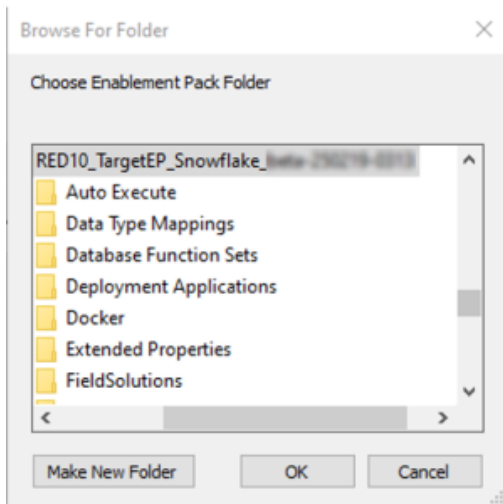 Browse For Folder
Choose Enablement Pack Folder
RED10_TargetEP_Snowflake_
Auto Execute
Data Type Mappings
Database Function Sets
Deployment Applications
Docker
Extended Properties
FieldSolutions
Make New Folder
OK
Cancel